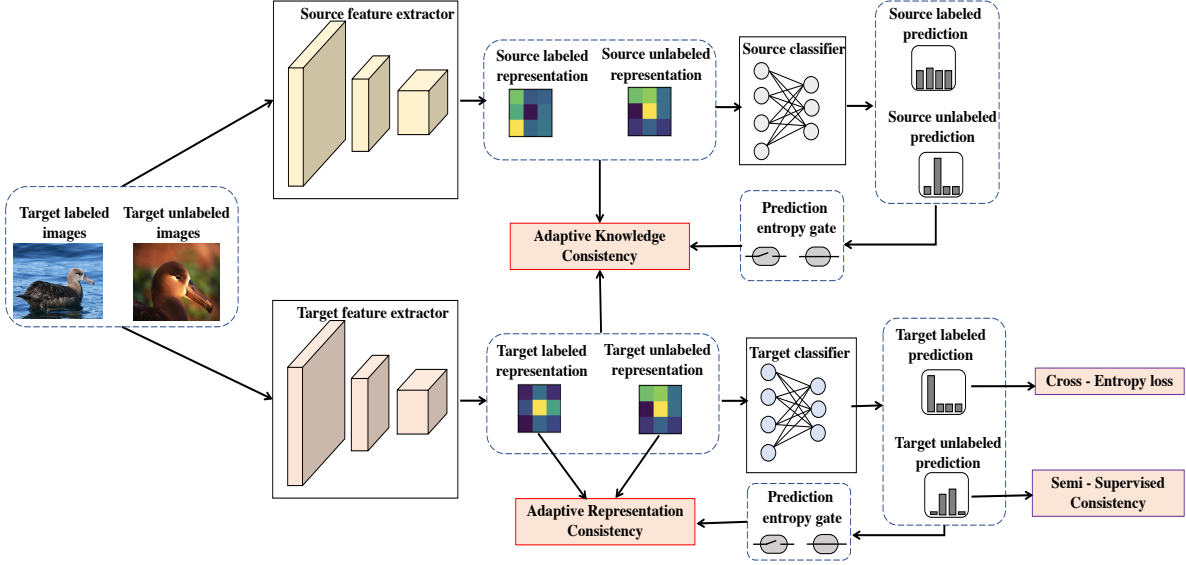 Source feature extractor
Source labeled
representation
Source unlabeled
representation
Source classifier
Source labeled
prediction
Source unlabeled
prediction
Target labeled
images
Target unlabeled
images
Adaptive Knowledge
Consistency
Prediction
entropy gate
Target feature extractor
Target labeled
representation
Target unlabeled
representation
Target classifier
Target labeled
prediction
Target unlabeled
prediction
Cross - Entropy loss
Semi - Supervised
Consistency
Adaptive Representation
Consistency
Prediction
entropy gate